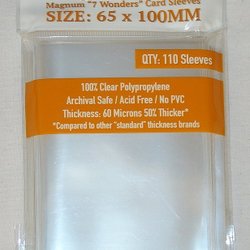 Magnum "7 Wonders" Card Sleeves
SIZE: 65 x 100MM
QTY: 110 Sleeves
100% Clear Polypropylene
Archival Safe / Acid Free / No PVC
Thickness: 60 Microns 50% Thicker*
*Compared to other "standard" thickness brands